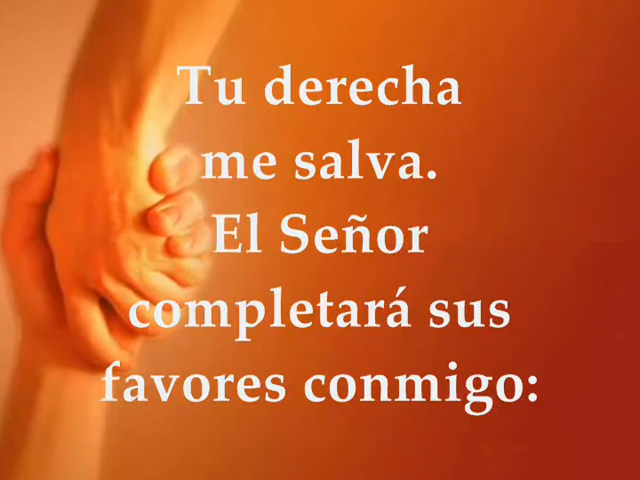 Tu derecha
me salva.
El Señor
completará sus
favores conmigo: